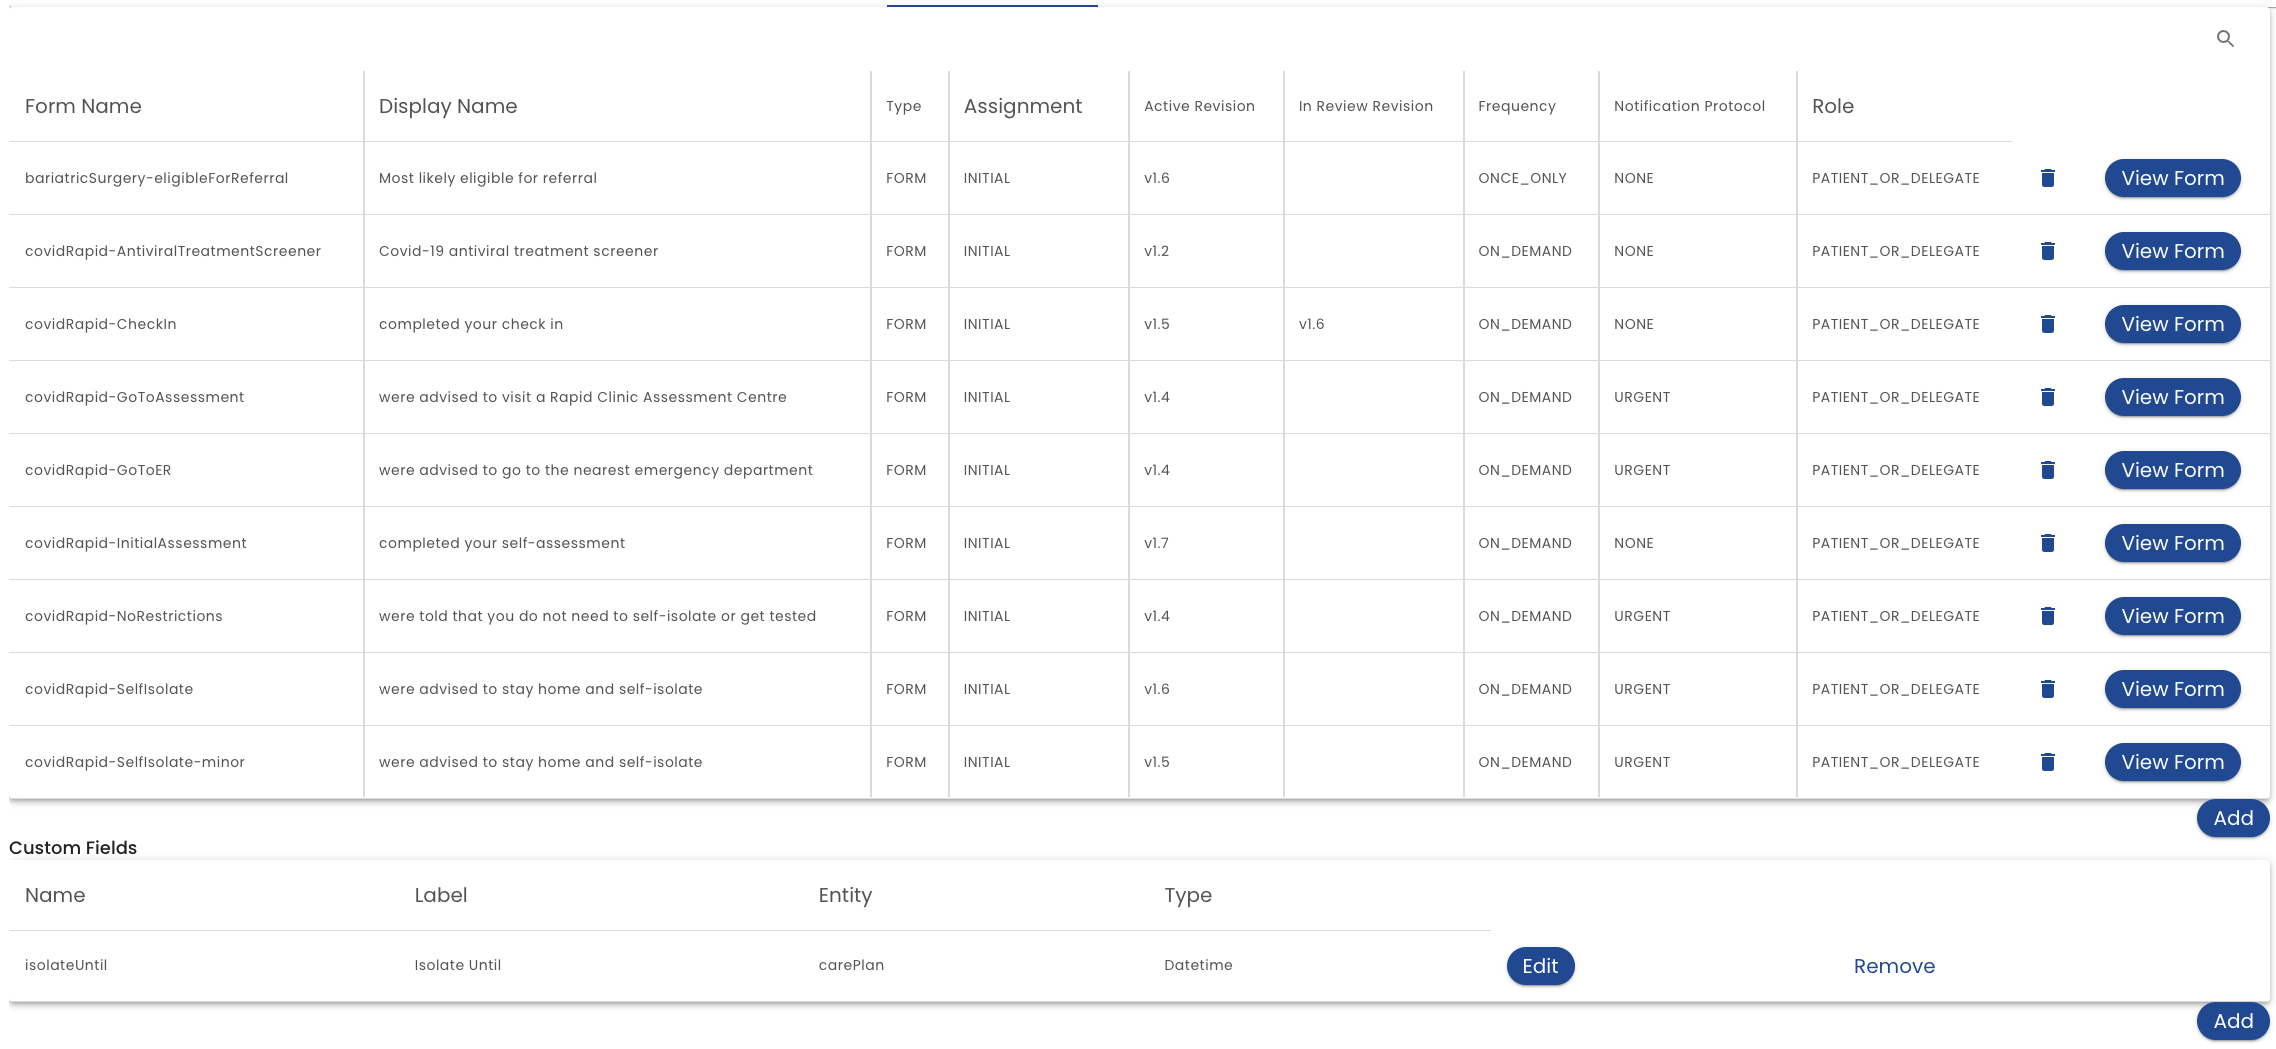 Form Name Display Name Type Assignment Active Revision In Review Revision Frequency Notification Protocol Role
bariatricSurgery-eligibleForReferral Most likely eligible for referral FORM INITIAL v1.6 ONCE_ONLY NONE PATIENT_OR_DELEGATE View Form
covidRapid-AntiviralTreatmentScreener Covid-19 antiviral treatment screener FORM INITIAL v1.2 ON_DEMAND NONE PATIENT_OR_DELEGATE View Form
covidRapid-CheckIn completed your check in FORM INITIAL v1.5 v1.6 ON_DEMAND NONE PATIENT_OR_DELEGATE View Form
covidRapid-GoToAssessment were advised to visit a Rapid Clinic Assessment Centre FORM INITIAL v1.4 ON_DEMAND URGENT PATIENT_OR_DELEGATE View Form
covidRapid-GoToER were advised to go to the nearest emergency department FORM INITIAL v1.4 ON_DEMAND URGENT PATIENT_OR_DELEGATE View Form
covidRapid-InitialAssessment completed your self-assessment FORM INITIAL v1.7 ON_DEMAND NONE PATIENT_OR_DELEGATE View Form
covidRapid-NoRestrictions were told that you do not need to self-isolate or get tested FORM INITIAL v1.4 ON_DEMAND URGENT PATIENT_OR_DELEGATE View Form
covidRapid-SelfIsolate were advised to stay home and self-isolate FORM INITIAL v1.6 ON_DEMAND URGENT PATIENT_OR_DELEGATE View Form
covidRapid-SelfIsolate-minor were advised to stay home and self-isolate FORM INITIAL v1.5 ON_DEMAND URGENT PATIENT_OR_DELEGATE View Form
Add
Custom Fields
Name Label Entity Type
isolateUntil Isolate Until carePlan Datetime Edit Remove
Add